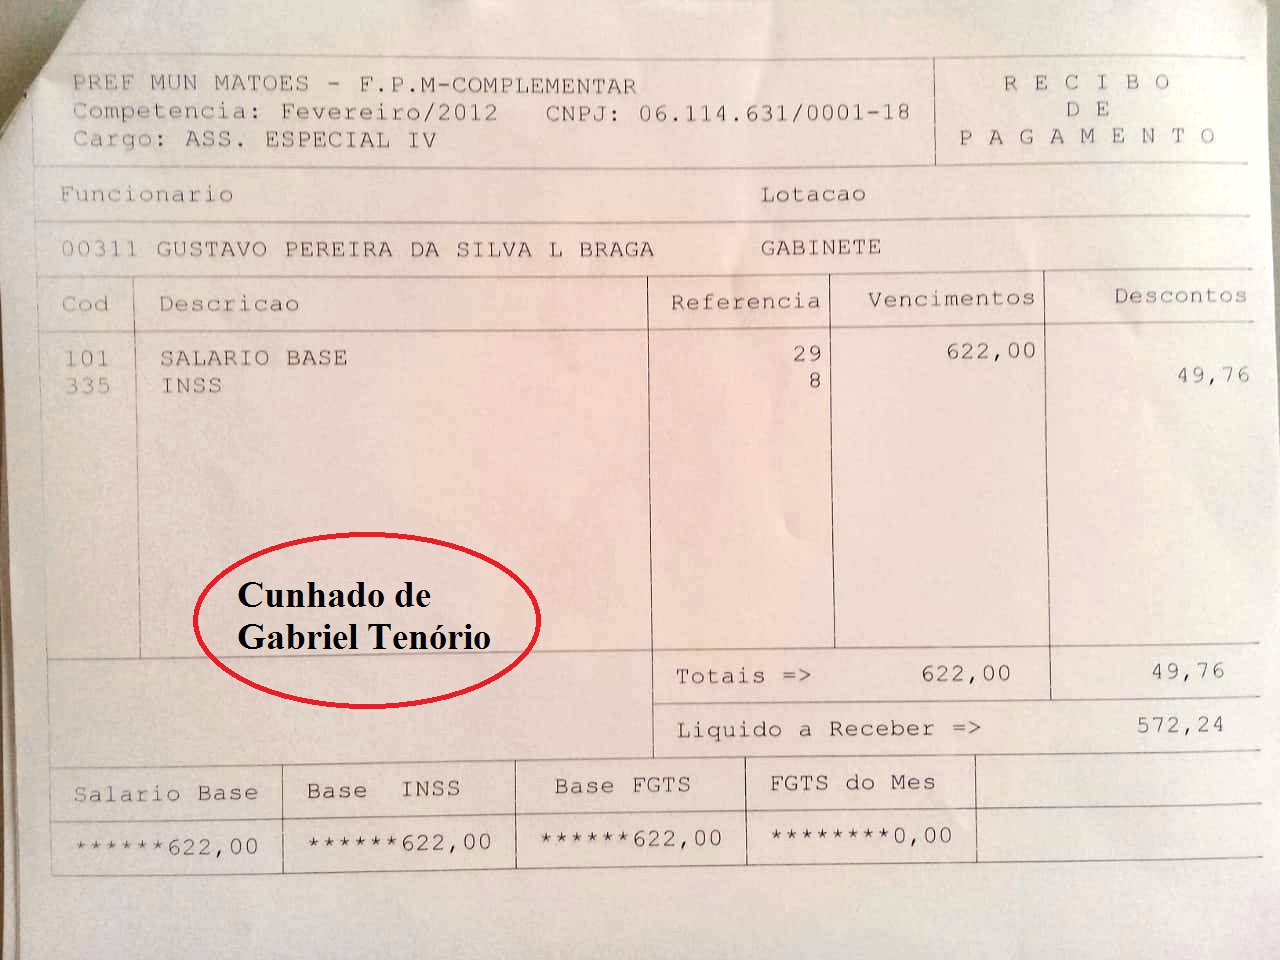 PREF MUN MATOES - F.P.M-COMPLEMENTAR
Competencia: Fevereiro/2012 CNPJ: 06.114.631/0001-18
Cargo: ASS. ESPECIAL IV
RECIBO
DE
PAGAMENTO
Funcionario Lotacao
00311 GUSTAVO PEREIRA DA SILVA L BRAGA GABINETE
Cod Descricao Referencia Vencimentos Descontos
101 SALARIO BASE 29 622,00
335 INSS 8 49,76
Cunhado de
Gabriel Tenório
Totais => 622,00 49,76
Liquido a Receber => 572,24
Salario Base Base INSS Base FGTS FGTS do Mes
******622,00 ******622,00 ******622,00 ********0,00